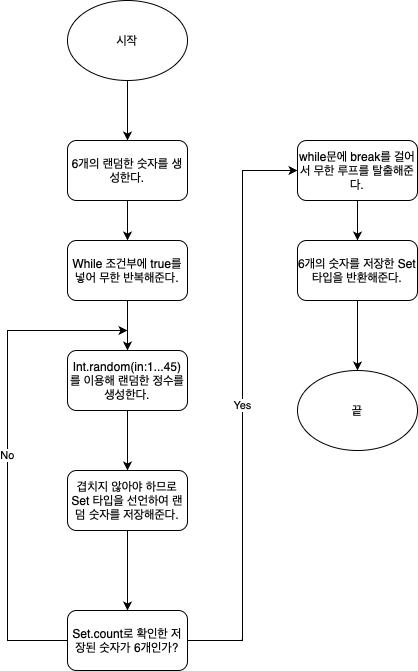 시작
6개의 랜덤한 숫자를 생
성한다.
While 조건부에 true를
넣어 무한 반복해준다.
Int.random(in:1...45)
를 이용해 랜덤한 정수를
생성한다.
No
겹치지 않아야 하므로
Set 타입을 선언하여 랜
덤 숫자를 저장해준다.
Set.count로 확인한 저
장된 숫자가 6개인가?
Yes
while문에 break를 걸어
서 무한 루프를 탈출해준
다.
6개의 숫자를 저장한 Set
타입을 반환해준다.
끝